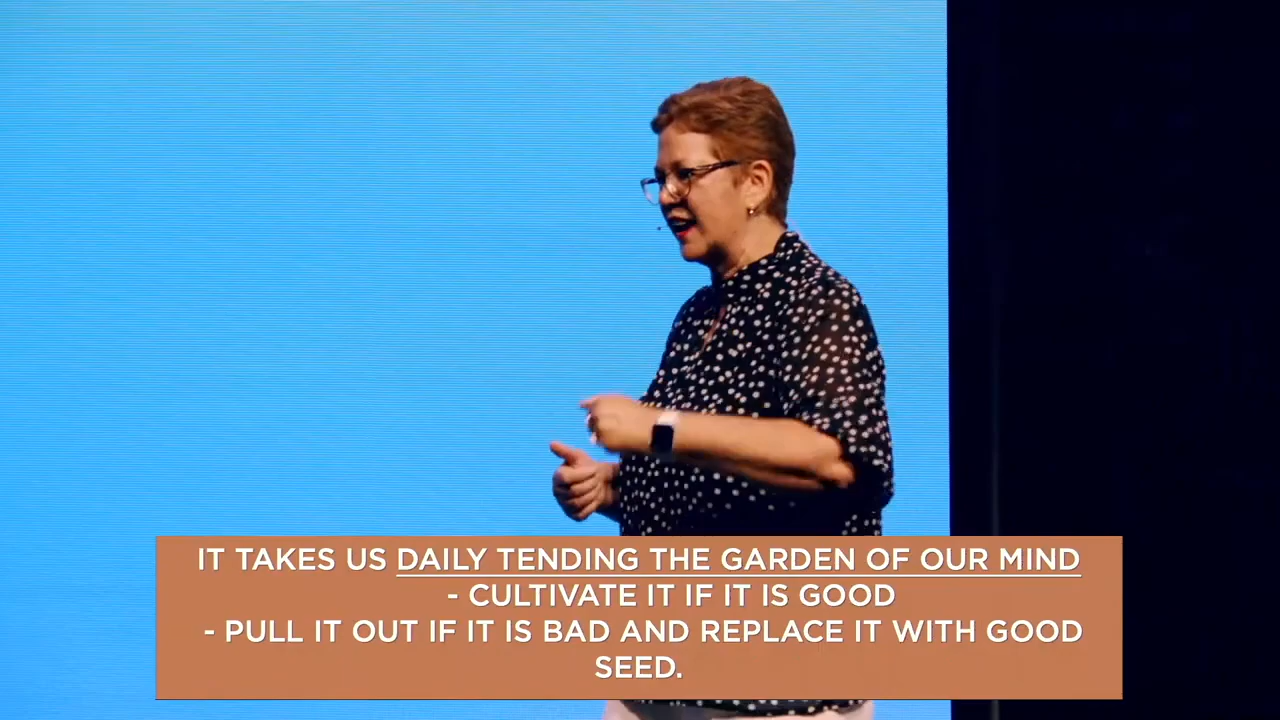 IT TAKES US DAILY TENDING THE GARDEN OF OUR MIND
- CULTIVATE IT IF IT IS GOOD
- PULL IT OUT IF IT IS BAD AND REPLACE IT WITH GOOD
SEED.